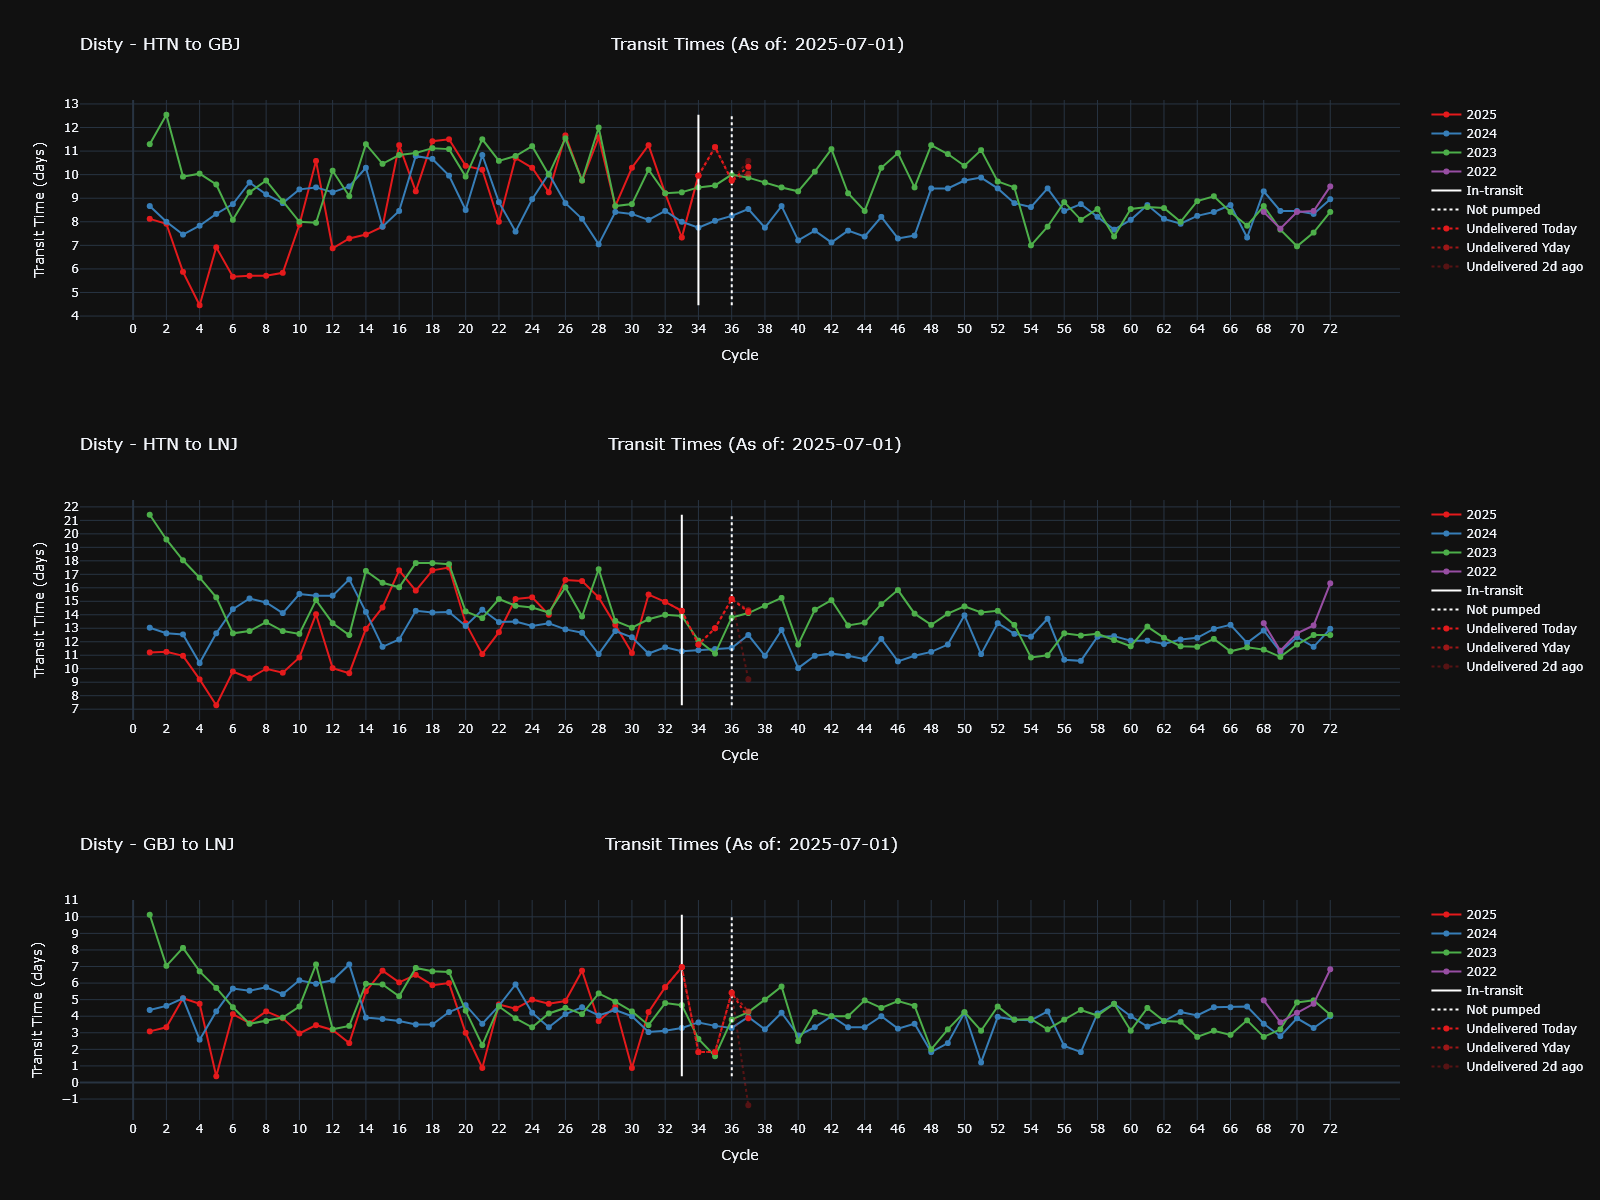 Disty - HTN to GBJ
Transit Times (As of: 2025-07-01)
Transit Time (days)
13
12
11
10
9
8
7
6
5
4
0 2 4 6 8 10 12 14 16 18 20 22 24 26 28 30 32 34 36 38 40 42 44 46 48 50 52 54 56 58 60 62 64 66 68 70 72
Cycle
2025
2024
2023
2022
In-transit
Not pumped
Undelivered Today
Undelivered Yday
Undelivered 2d ago
Disty - HTN to LNJ
Transit Times (As of: 2025-07-01)
Transit Time (days)
22
21
20
19
18
17
16
15
14
13
12
11
10
9
8
7
0 2 4 6 8 10 12 14 16 18 20 22 24 26 28 30 32 34 36 38 40 42 44 46 48 50 52 54 56 58 60 62 64 66 68 70 72
Cycle
2025
2024
2023
2022
In-transit
Not pumped
Undelivered Today
Undelivered Yday
Undelivered 2d ago
Disty - GBJ to LNJ
Transit Times (As of: 2025-07-01)
Transit Time (days)
11
10
9
8
7
6
5
4
3
2
1
0
−1
0 2 4 6 8 10 12 14 16 18 20 22 24 26 28 30 32 34 36 38 40 42 44 46 48 50 52 54 56 58 60 62 64 66 68 70 72
Cycle
2025
2024
2023
2022
In-transit
Not pumped
Undelivered Today
Undelivered Yday
Undelivered 2d ago